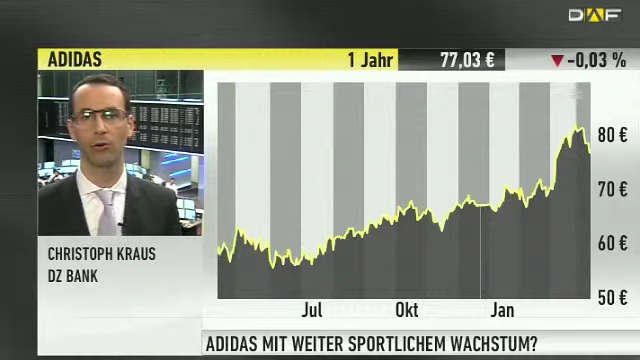 DAF
ADIDAS 1 Jahr 77,03 € -0,03 %
80 €
70 €
60 €
50 €
Jul Okt Jan
CHRISTOPH KRAUS
DZ BANK
ADIDAS MIT WEITER SPORTLICHEM WACHSTUM?